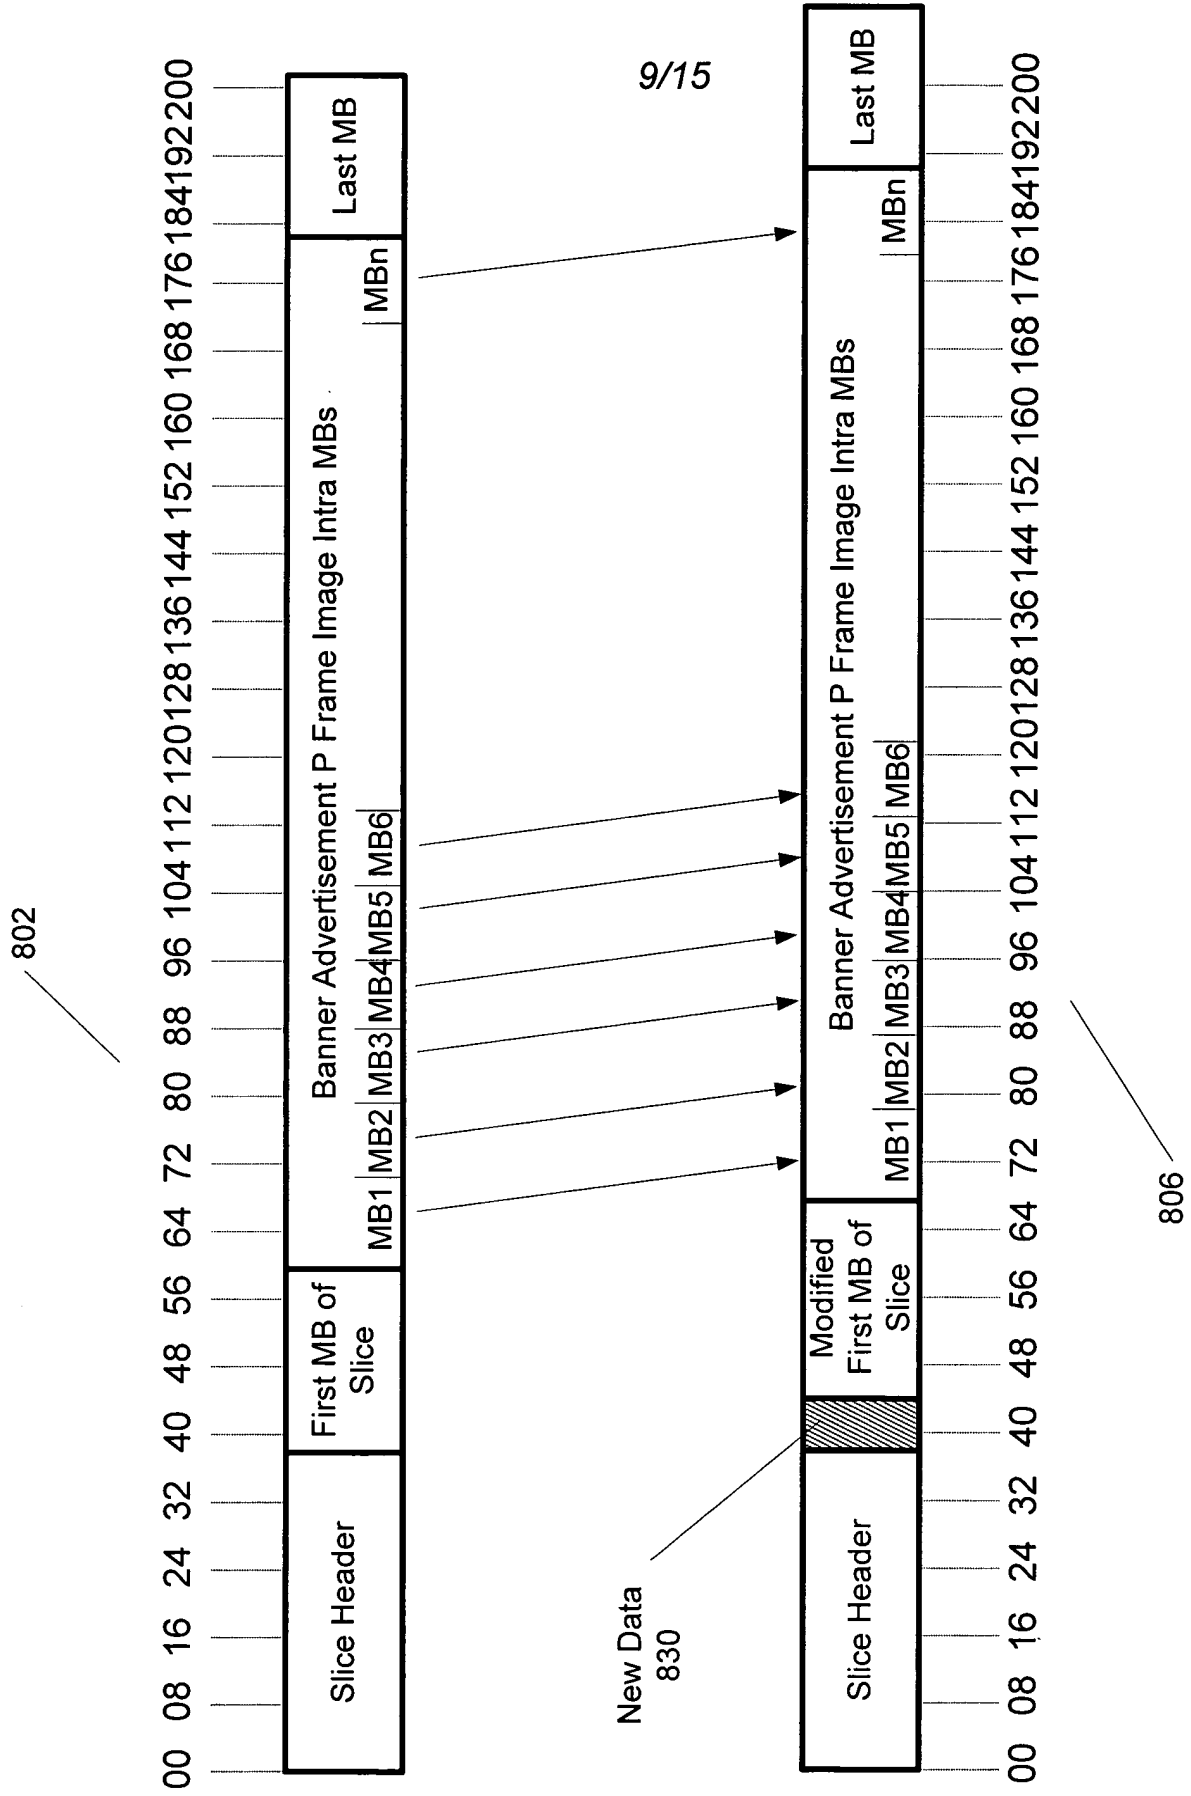 9/15
802
00 08 16 24 32 40 48 56 64 72 80 88 96 104 112 120 128 136 144 152 160 168 176 184 192 200
Slice Header
First MB of
Slice
Banner Advertisement P Frame Image Intra MBs
MB1 MB2 MB3 MB4 MB5 MB6
MBn
Last MB
New Data
830
Slice Header
Modified
First MB of
Slice
Banner Advertisement P Frame Image Intra MBs
MB1 MB2 MB3 MB4 MB5 MB6
MBn
Last MB
00 08 16 24 32 40 48 56 64 72 80 88 96 104 112 120 128 136 144 152 160 168 176 184 192 200
806